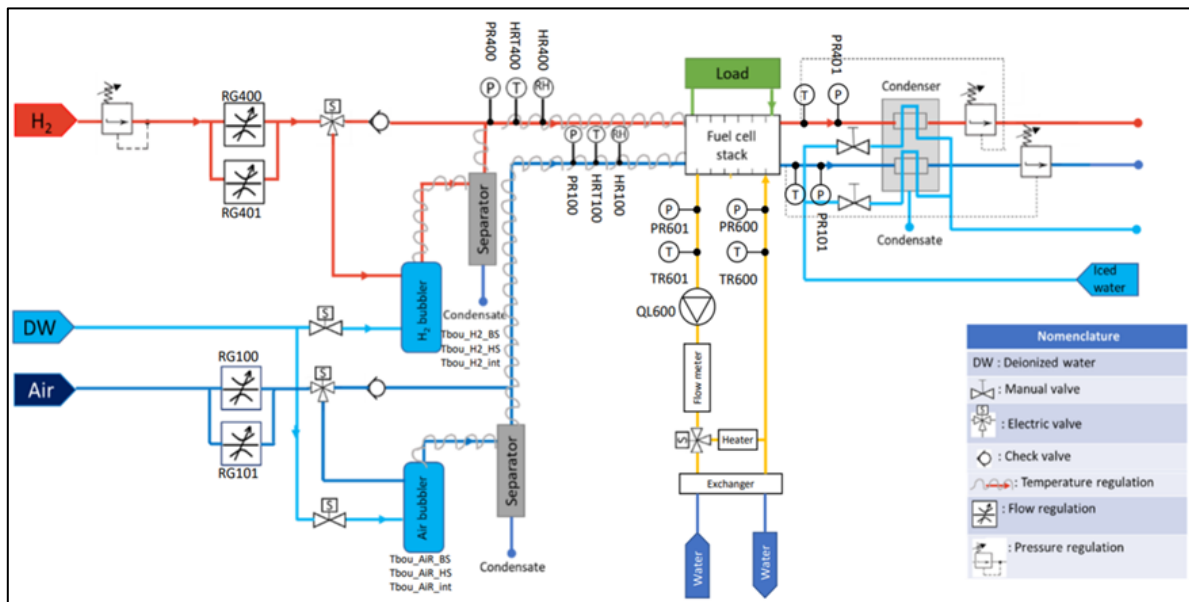 PR400
HRT400
HR400
PR401
Load
Condenser
RG400
S
P
T
RH
T
P
H₂
P
T
RH
Fuel cell
stack
RG401
PR100
HRT100
HR100
T
P
PR101
Separator
P
PR601
P
PR600
Condensate
T
TR601
T
TR600
Iced
water
H₂ bubbler
S
DW
Condensate
Tbou_H2_BS
Tbou_H2_HS
Tbou_H2_int
QL600
RG100
S
Air
Flow meter
RG101
Separator
S
Heater
S
Air bubbler
Exchanger
Tbou_AiR_BS
Tbou_AiR_HS
Tbou_AiR_int
Condensate
Water
Water
Nomenclature
DW : Deionized water
: Manual valve
S
: Electric valve
: Check valve
: Temperature regulation
: Flow regulation
: Pressure regulation